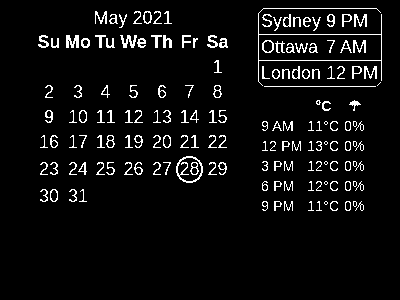 May 2021
Su Mo Tu We Th Fr Sa
1
2 3 4 5 6 7 8
9 10 11 12 13 14 15
16 17 18 19 20 21 22
23 24 25 26 27 28 29
30 31
Sydney 9 PM
Ottawa 7 AM
London 12 PM
°C ☂
9 AM 11°C 0%
12 PM 13°C 0%
3 PM 12°C 0%
6 PM 12°C 0%
9 PM 11°C 0%